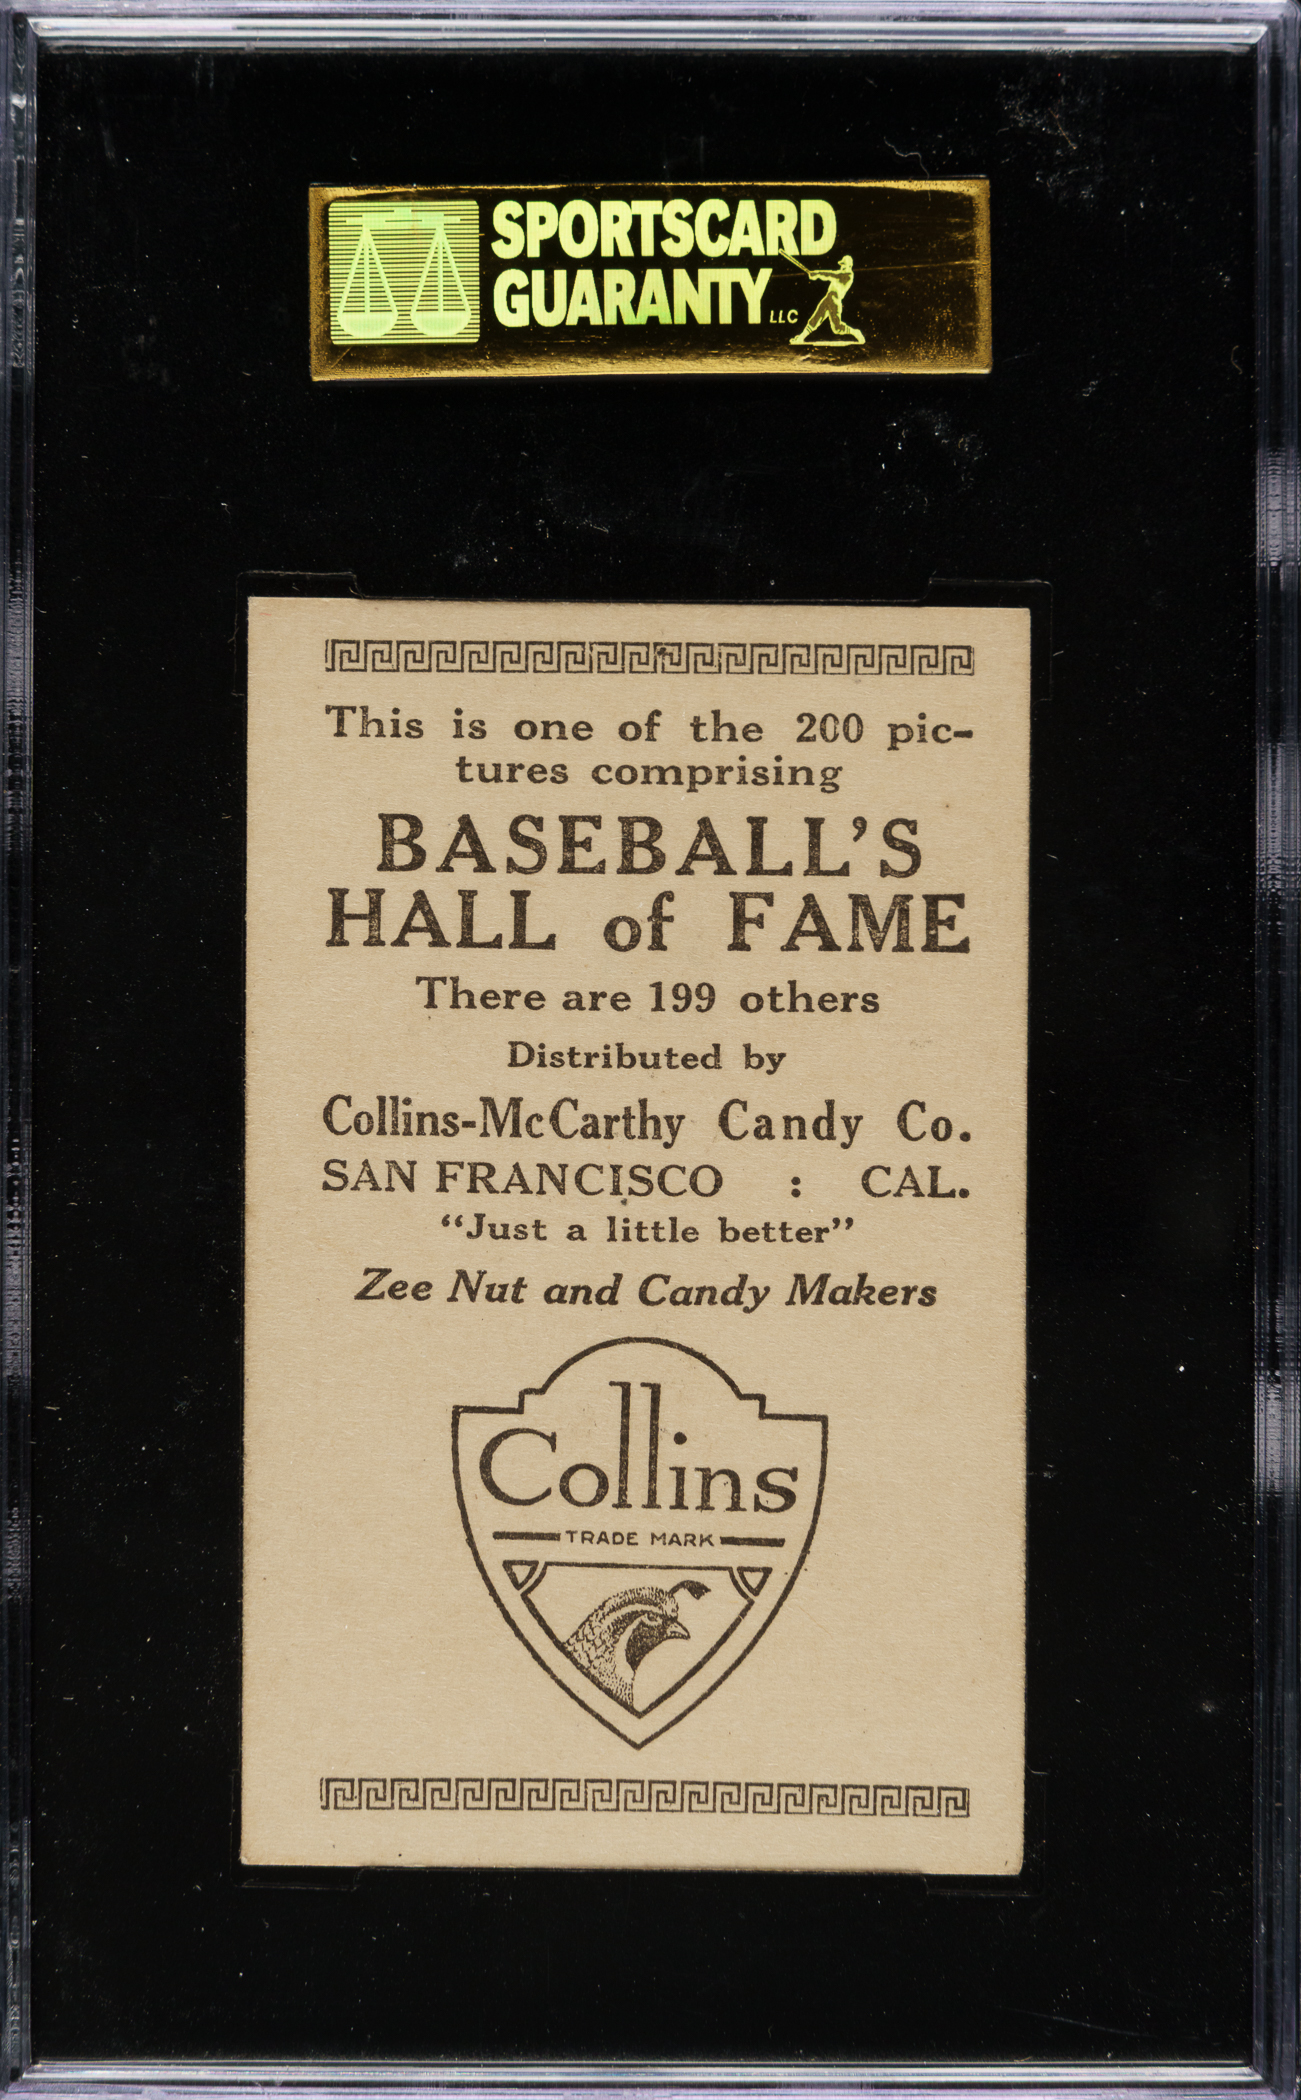 SPORTSCARD
GUARANTY LLC
This is one of the 200 pic-
tures comprising
BASEBALL'S
HALL of FAME
There are 199 others
Distributed by
Collins-McCarthy Candy Co.
SAN FRANCISCO : CAL.
"Just a little better"
Zee Nut and Candy Makers
Collins
TRADE MARK